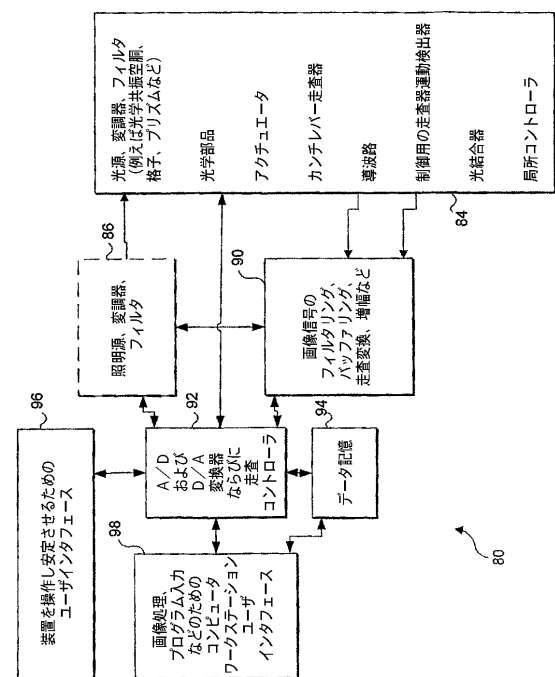 装置を操作し安定させるための
ユーザインタフェース
96
照明源、変調器、
フィルタ
86
光源、変調器、フィルタ
(例えば光学共振空胴、
格子、プリズムなど)
光学部品
アクチュエータ
カンチレバー走査器
導波路
制御用の走査器運動検出器
光結合器
局所コントローラ
84
画像処理、
プログラム入力
などのための
コンピュータ
ワークステーション
ユーザ
インタフェース
98
A/D
および
D/A
変換器
ならびに
走査
コントローラ
92
画像信号の
フィルタリング、
バッファリング、
走査変換、増幅など
90
データ記憶
94
80